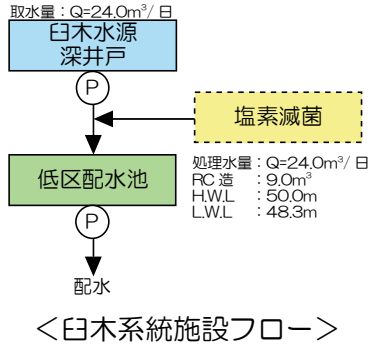 取水量：Q=24.0m³/日
臼木水源
深井戸
P
塩素滅菌
低区配水池
処理水量：Q=24.0m³/日
RC造　：9.0m³
H.W.L　：50.0m
L.W.L　：48.3m
P
配水
＜臼木系統施設フロー＞